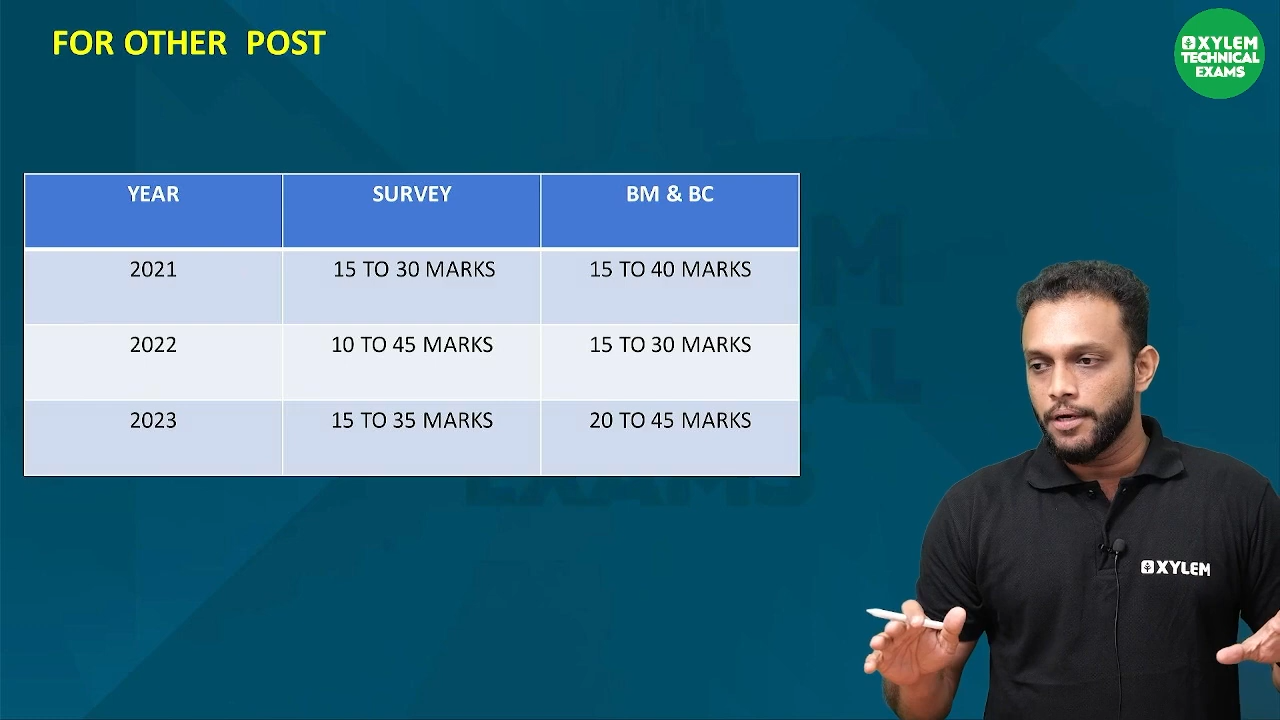 FOR OTHER POST
XYLEM
TECHNICAL
EXAMS
YEAR SURVEY BM & BC
2021 15 TO 30 MARKS 15 TO 40 MARKS
2022 10 TO 45 MARKS 15 TO 30 MARKS
2023 15 TO 35 MARKS 20 TO 45 MARKS
EXAMS
XYLEM